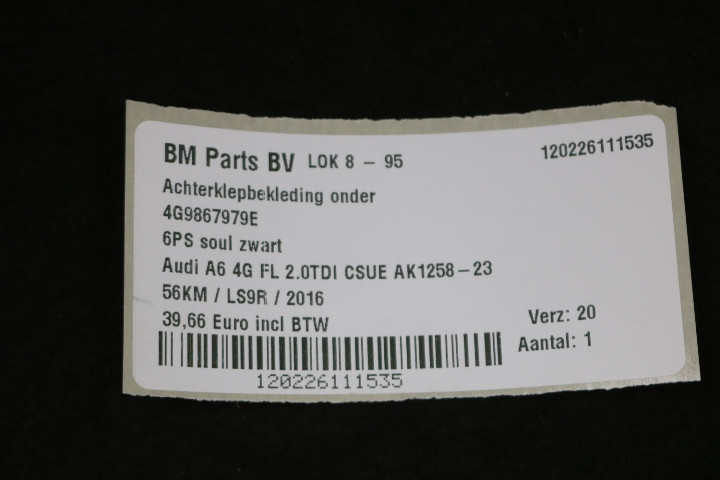 BM Parts BV LOK 8 - 95
120226111535
Achterklepbekleding onder
4G9867979E
6PS soul zwart
Audi A6 4G FL 2.0TDI CSUE AK1258-23
56KM / LS9R / 2016
39,66 Euro incl BTW
Verz: 20
Aantal: 1
120226111535